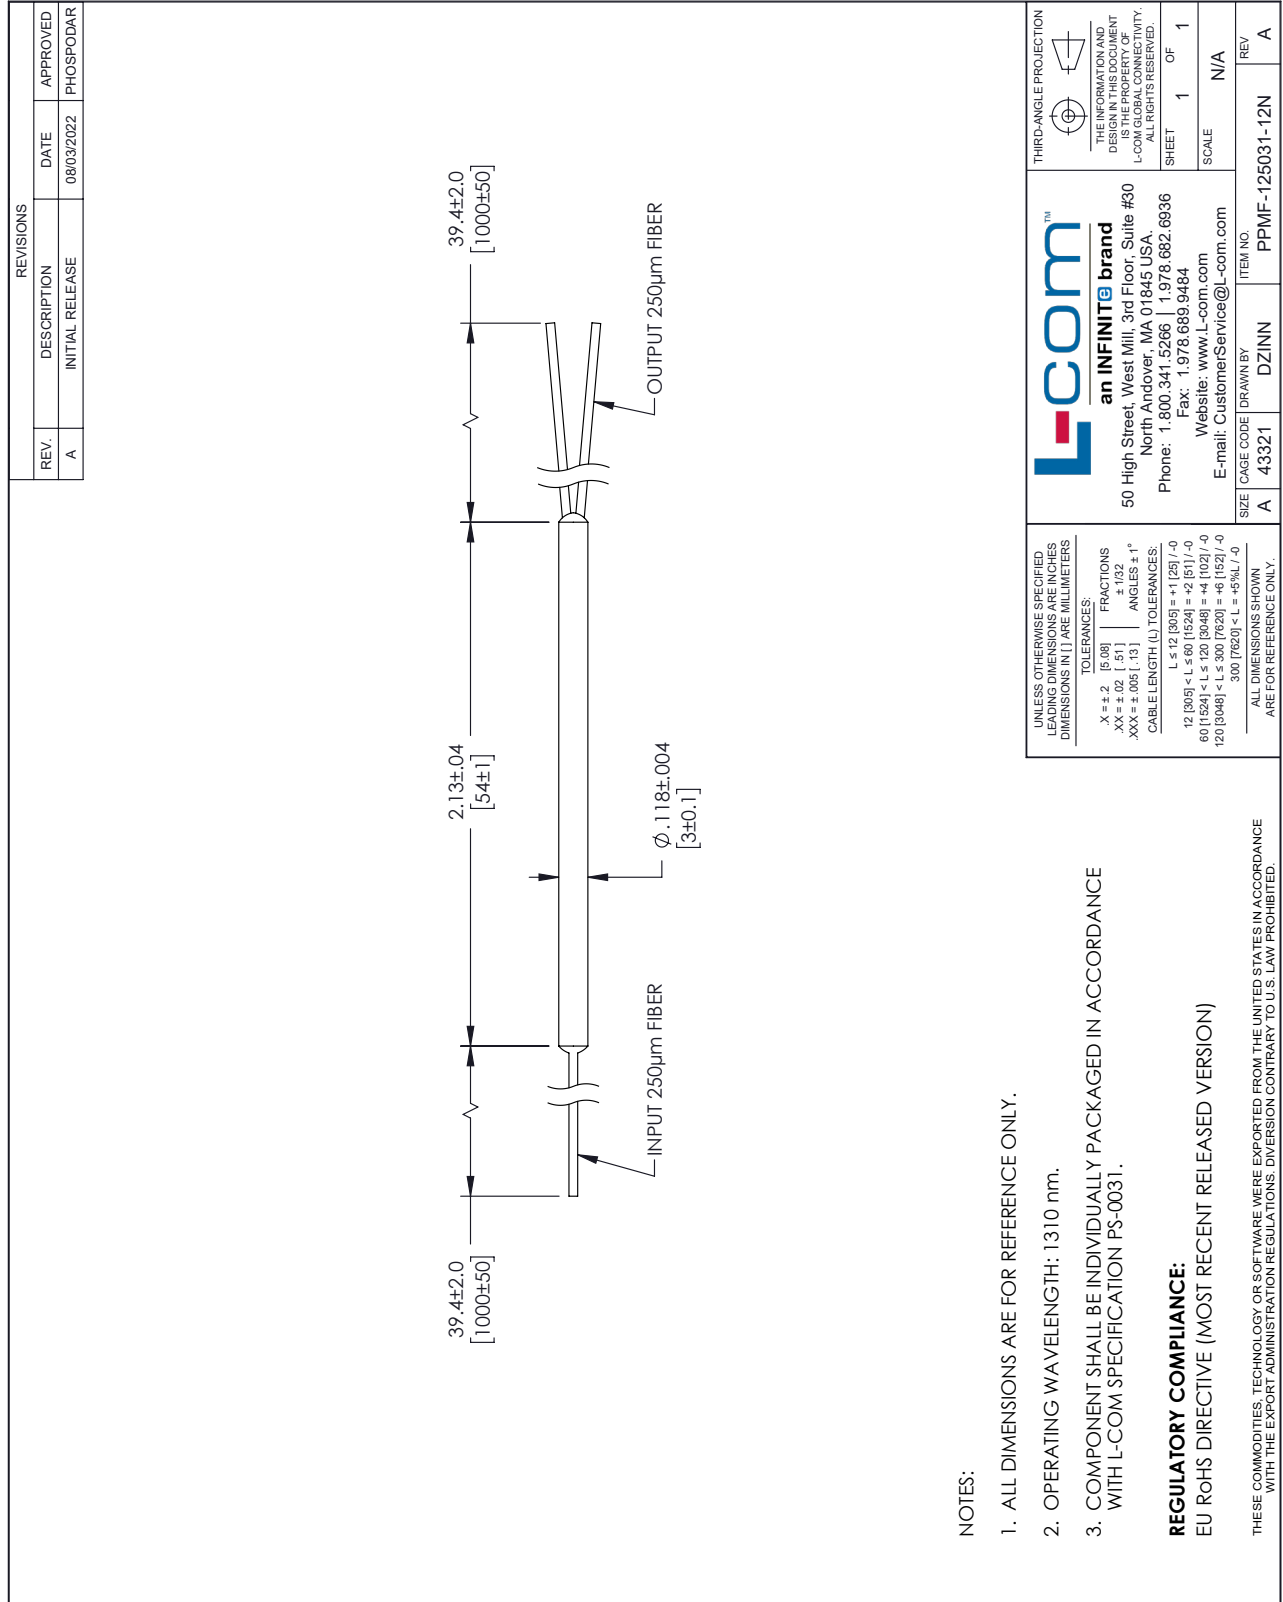 REVISIONS
REV. DESCRIPTION DATE APPROVED
A INITIAL RELEASE 08/03/2022 PHOSPODAR
39.4±2.0
[1000±50]
2.13±.04
[54±1]
39.4±2.0
[1000±50]
INPUT 250µm FIBER
Ø.118±.004
[3±0.1]
OUTPUT 250µm FIBER
NOTES:
1. ALL DIMENSIONS ARE FOR REFERENCE ONLY.
2. OPERATING WAVELENGTH: 1310 nm.
3. COMPONENT SHALL BE INDIVIDUALLY PACKAGED IN ACCORDANCE
WITH L-COM SPECIFICATION PS-0031.
REGULATORY COMPLIANCE:
EU RoHS DIRECTIVE (MOST RECENT RELEASED VERSION)
THESE COMMODITIES, TECHNOLOGY OR SOFTWARE WERE EXPORTED FROM THE UNITED STATES IN ACCORDANCE
WITH THE EXPORT ADMINISTRATION REGULATIONS. DIVERSION CONTRARY TO U.S. LAW PROHIBITED.
UNLESS OTHERWISE SPECIFIED
LEADING DIMENSIONS ARE INCHES
DIMENSIONS IN [ ] ARE MILLIMETERS
TOLERANCES:
.X = ± .2 [5.08] FRACTIONS
.XX = ± .02 [ .51 ] ± 1/32
.XXX = ± .005 [ .13 ] ANGLES ± 1°
CABLE LENGTH (L) TOLERANCES:
L ≤ 12 [305] = +1 [25] / -0
12 [305] < L ≤ 60 [1524] = +2 [51] / -0
60 [1524] < L ≤ 120 [3048] = +4 [102] / -0
120 [3048] < L ≤ 300 [7620] = +6 [152] / -0
300 [7620] < L = +5%L / -0
ALL DIMENSIONS SHOWN
ARE FOR REFERENCE ONLY.
L-com™
an INFINIT@ brand
50 High Street, West Mill, 3rd Floor, Suite #30
North Andover, MA 01845 USA.
Phone: 1.800.341.5266 | 1.978.682.6936
Fax: 1.978.689.9484
Website: www.L-com.com
E-mail: CustomerService@L-com.com
THIRD-ANGLE PROJECTION
THE INFORMATION AND
DESIGN IN THIS DOCUMENT
IS THE PROPERTY OF
L-COM GLOBAL CONNECTIVITY.
ALL RIGHTS RESERVED.
SHEET 1 OF 1
SCALE N/A
SIZE CAGE CODE DRAWN BY ITEM NO. REV
A 43321 DZINN PPMF-125031-12N A